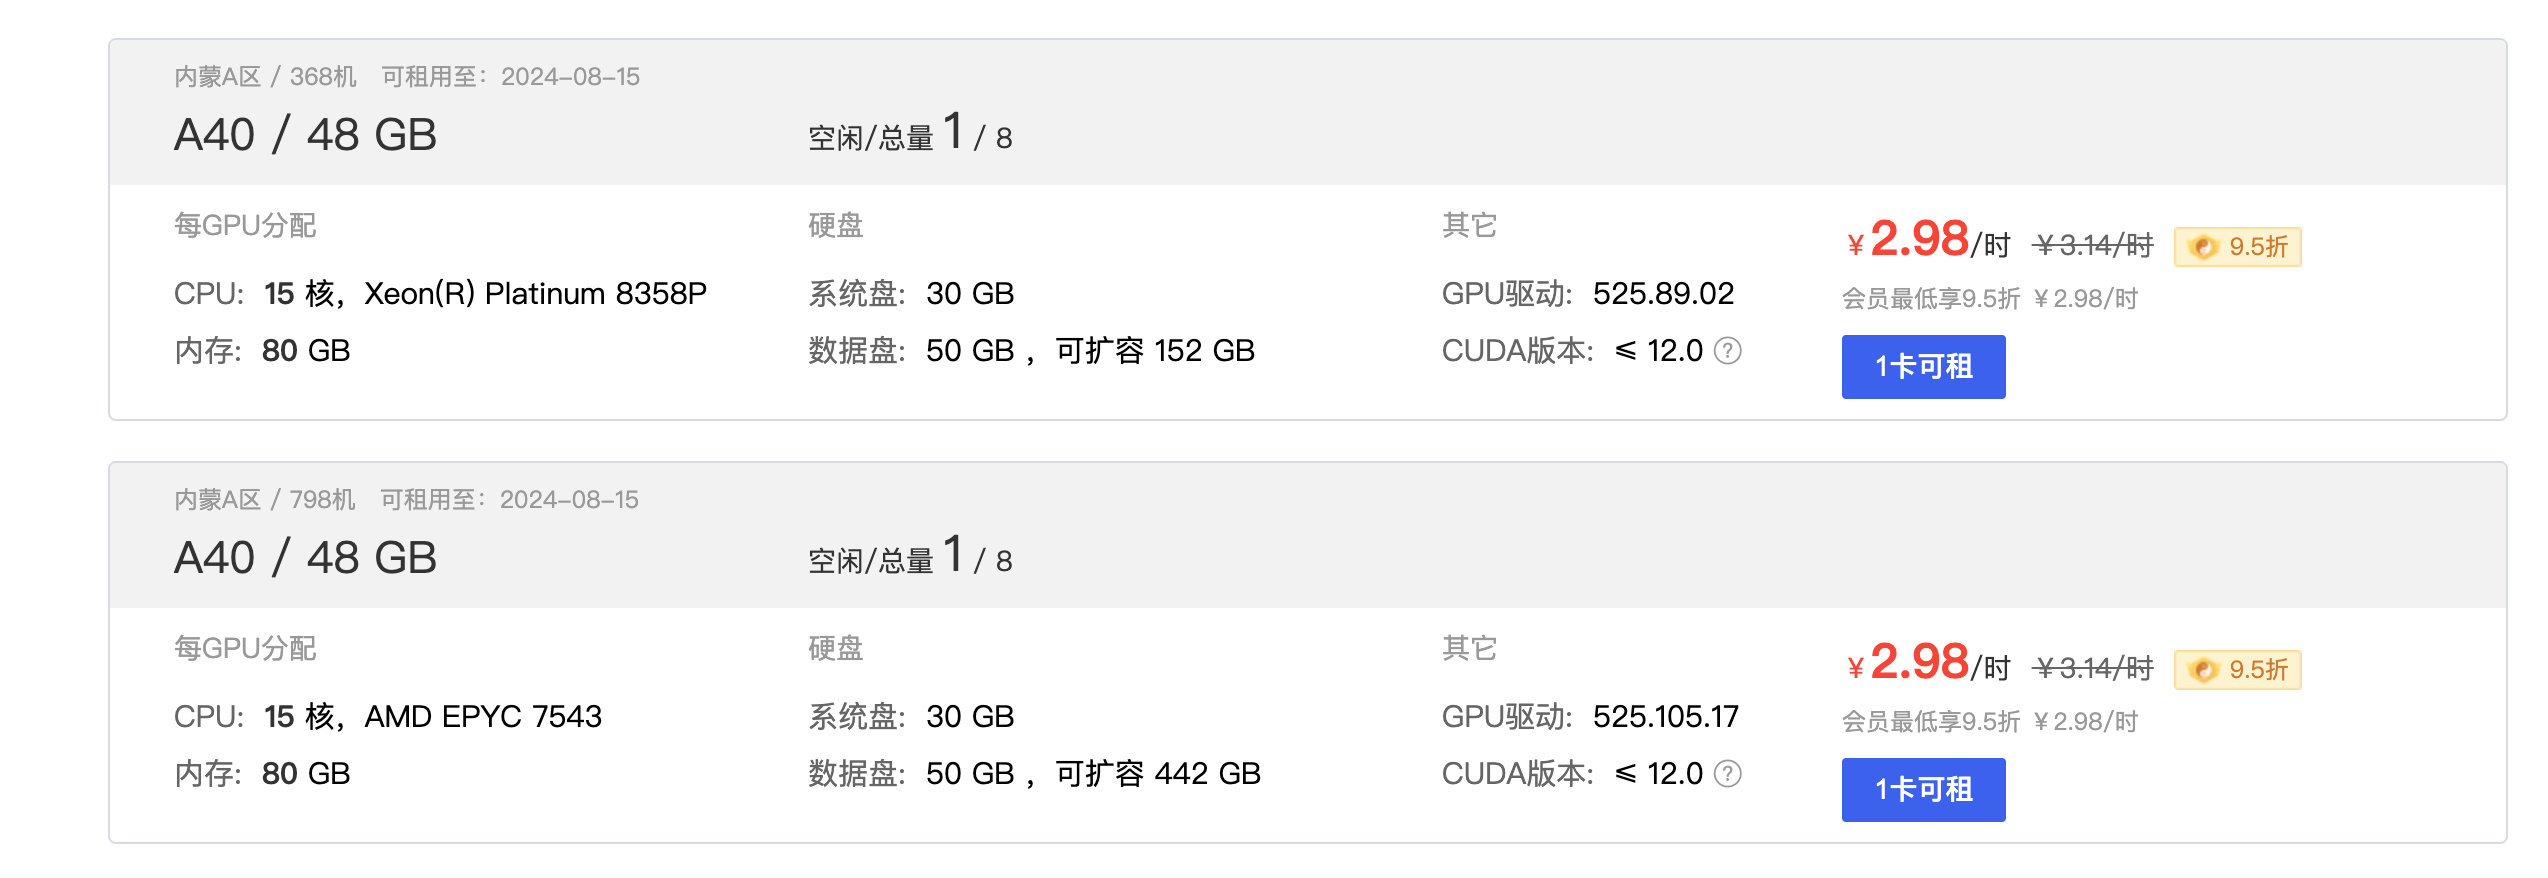 内蒙A区 / 368机 可租用至：2024-08-15
A40 / 48 GB 空闲/总量 1 / 8
每GPU分配 硬盘 其它
¥2.98/时 ¥3.14/时 9.5折
CPU: 15 核，Xeon(R) Platinum 8358P 系统盘: 30 GB GPU驱动: 525.89.02
会员最低享9.5折 ¥2.98/时
内存: 80 GB 数据盘: 50 GB ，可扩容 152 GB CUDA版本: ≤ 12.0 ?
1卡可租
内蒙A区 / 798机 可租用至：2024-08-15
A40 / 48 GB 空闲/总量 1 / 8
每GPU分配 硬盘 其它
¥2.98/时 ¥3.14/时 9.5折
CPU: 15 核，AMD EPYC 7543 系统盘: 30 GB GPU驱动: 525.105.17
会员最低享9.5折 ¥2.98/时
内存: 80 GB 数据盘: 50 GB ，可扩容 442 GB CUDA版本: ≤ 12.0 ?
1卡可租